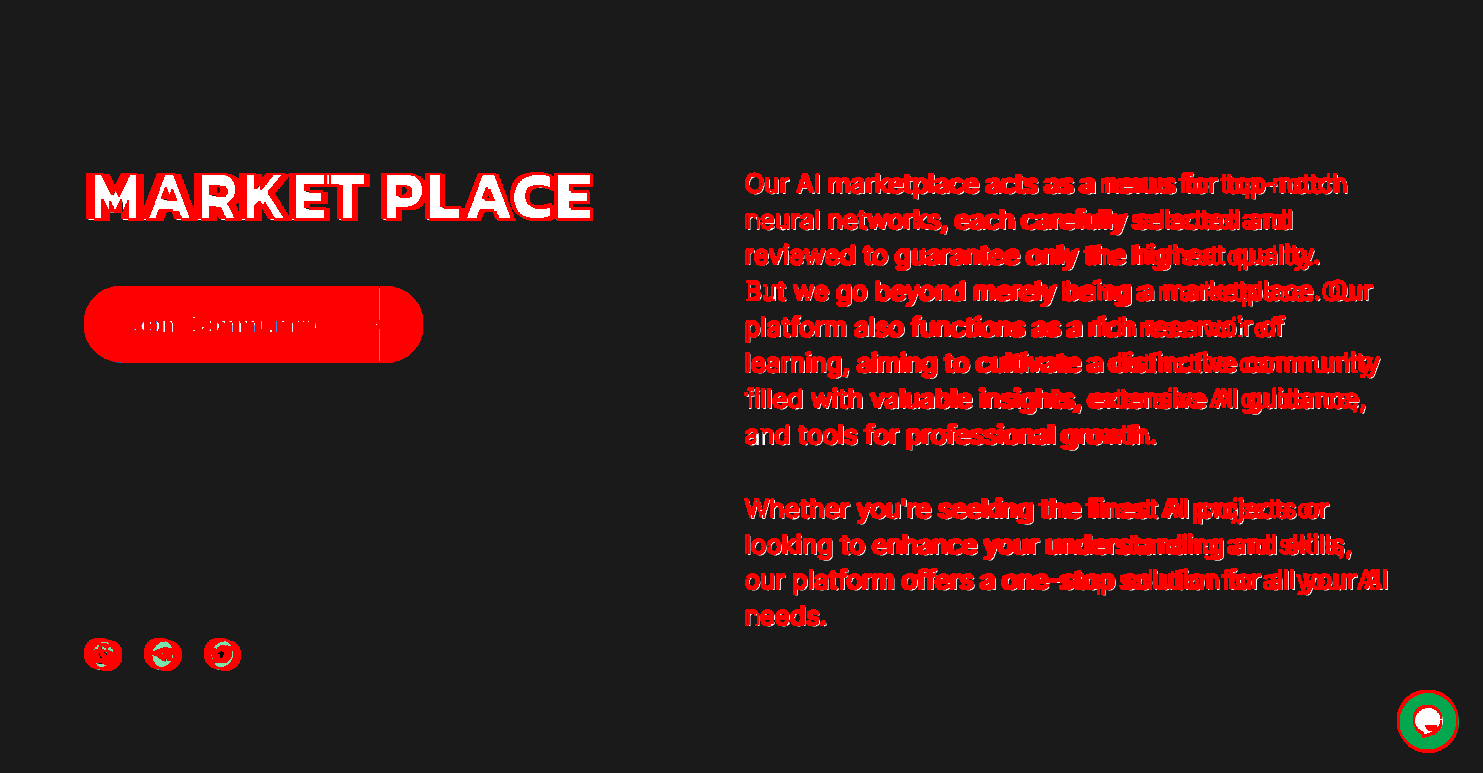 MARKET PLACE
Our AI marketplace acts as a nexus for top-notch
neural networks, each carefully selected and
reviewed to guarantee only the highest quality.
But we go beyond merely being a marketplace. Our
platform also functions as a rich reservoir of
learning, aiming to cultivate a distinctive community
filled with valuable insights, extensive AI guidance,
and tools for professional growth.
Whether you're seeking the finest AI projects or
looking to enhance your understanding and skills,
our platform offers a one-stop solution for all your AI
needs.